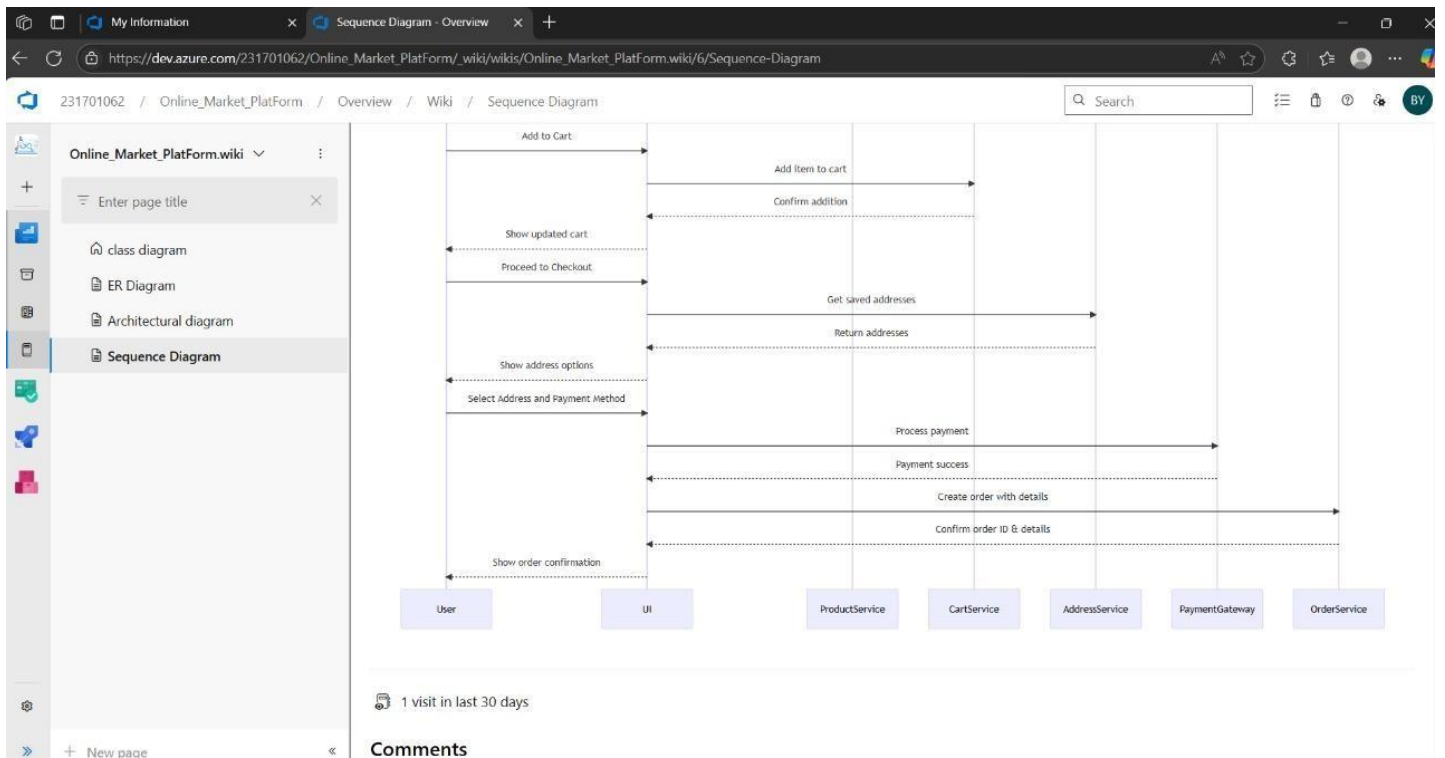 My Information
Sequence Diagram - Overview
https://dev.azure.com/231701062/Online_Market_PlatForm/_wiki/wikis/Online_Market_PlatForm.wiki/6/Sequence-Diagram
231701062 / Online_Market_PlatForm / Overview / Wiki / Sequence Diagram
Search
BY
Online_Market_PlatForm.wiki
Enter page title
class diagram
ER Diagram
Architectural diagram
Sequence Diagram
New page
Add to Cart
Add item to cart
Confirm addition
Show updated cart
Proceed to Checkout
Get saved addresses
Return addresses
Show address options
Select Address and Payment Method
Process payment
Payment success
Create order with details
Confirm order ID & details
Show order confirmation
User UI ProductService CartService AddressService PaymentGateway OrderService
1 visit in last 30 days
Comments